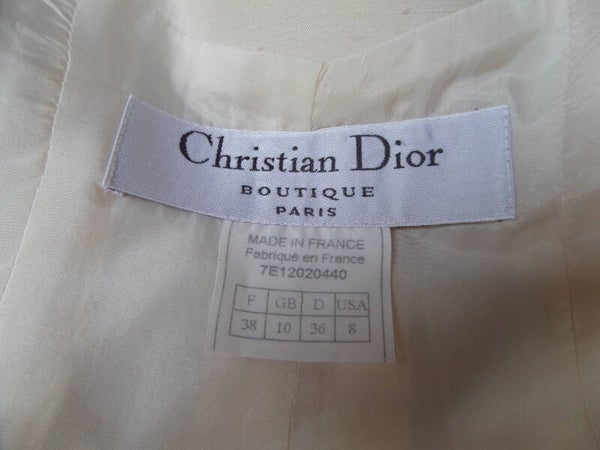 Christian Dior
BOUTIQUE
PARIS
MADE IN FRANCE
Fabriqué en France
7E12020440
F GB D USA
38 10 36 8